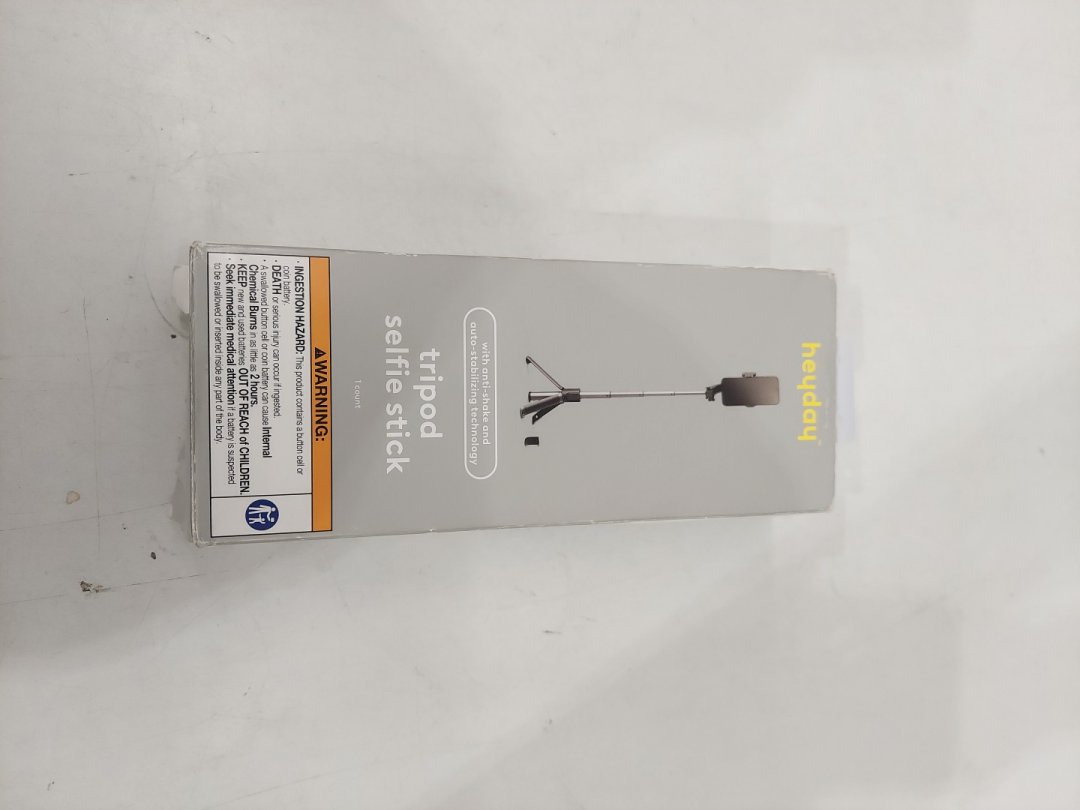 heyday™
with anti-shake and
auto-stabilizing technology
tripod
selfie stick
1 count
⚠WARNING:
• INGESTION HAZARD: This product contains a button cell or
coin battery.
• DEATH or serious injury can occur if ingested.
• A swallowed button cell or coin battery can cause Internal
Chemical Burns in as little as 2 hours.
• KEEP new and used batteries OUT OF REACH of CHILDREN.
• Seek immediate medical attention if a battery is suspected
to be swallowed or inserted inside any part of the body.